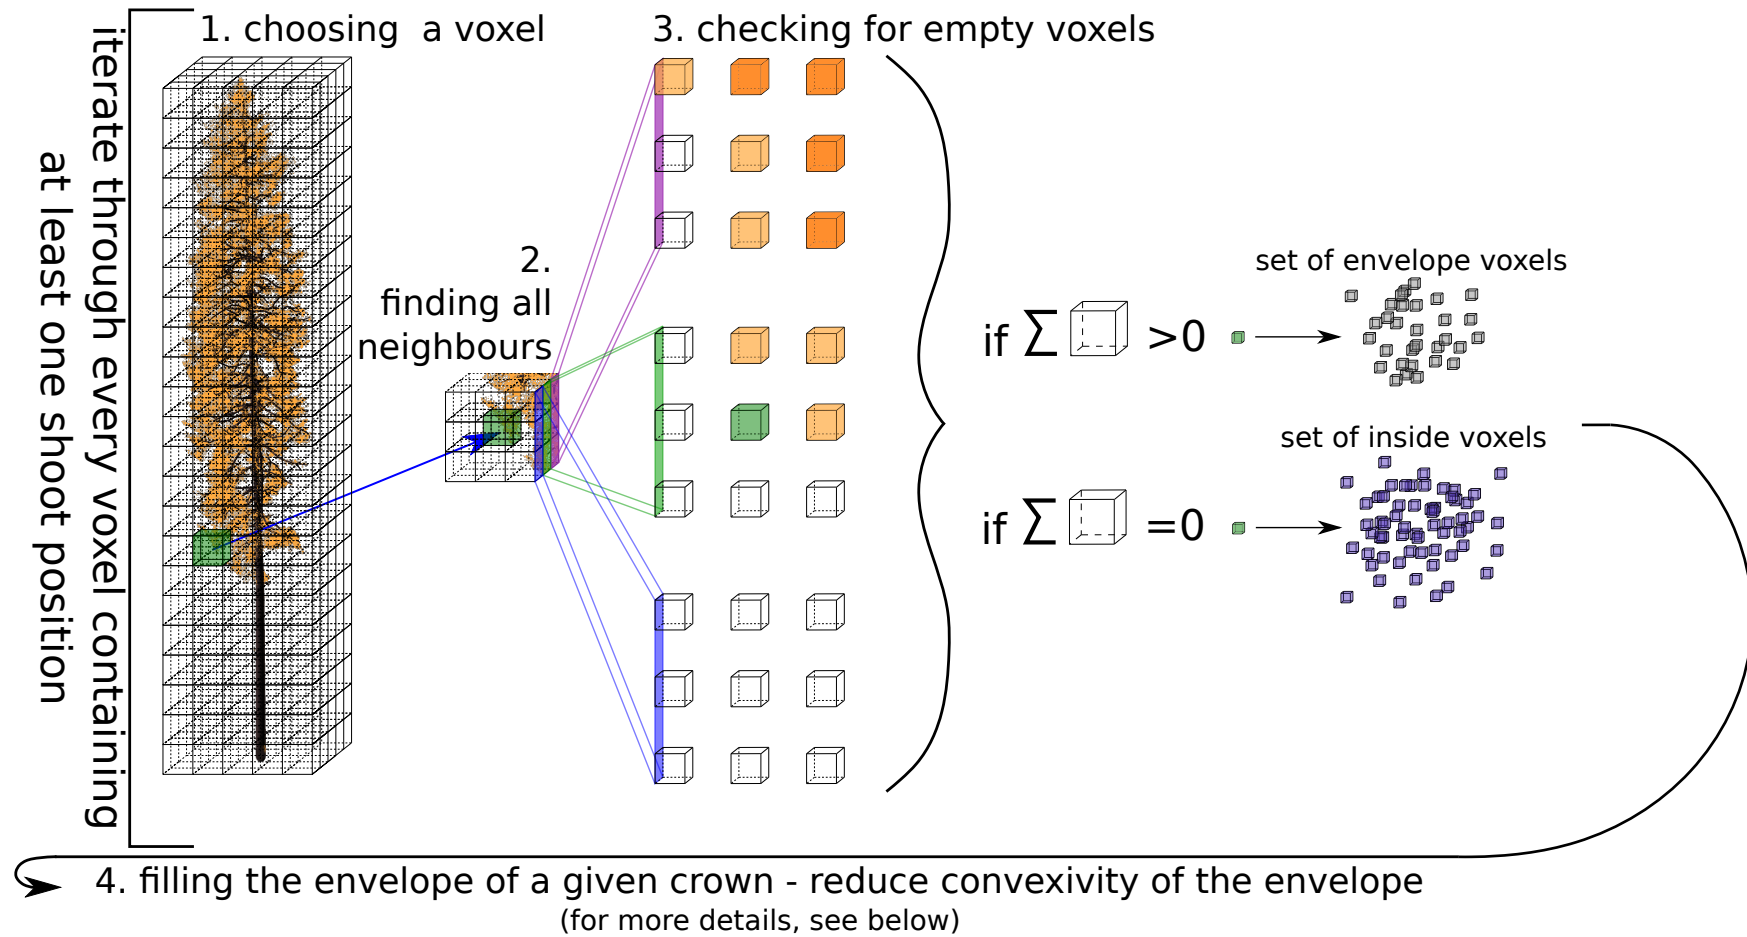 iterate through every voxel containing
at least one shoot position
1. choosing a voxel
2.
finding all
neighbours
3. checking for empty voxels
if Σ >0
set of envelope voxels
if Σ =0
set of inside voxels
4. filling the envelope of a given crown - reduce convexivity of the envelope
(for more details, see below)